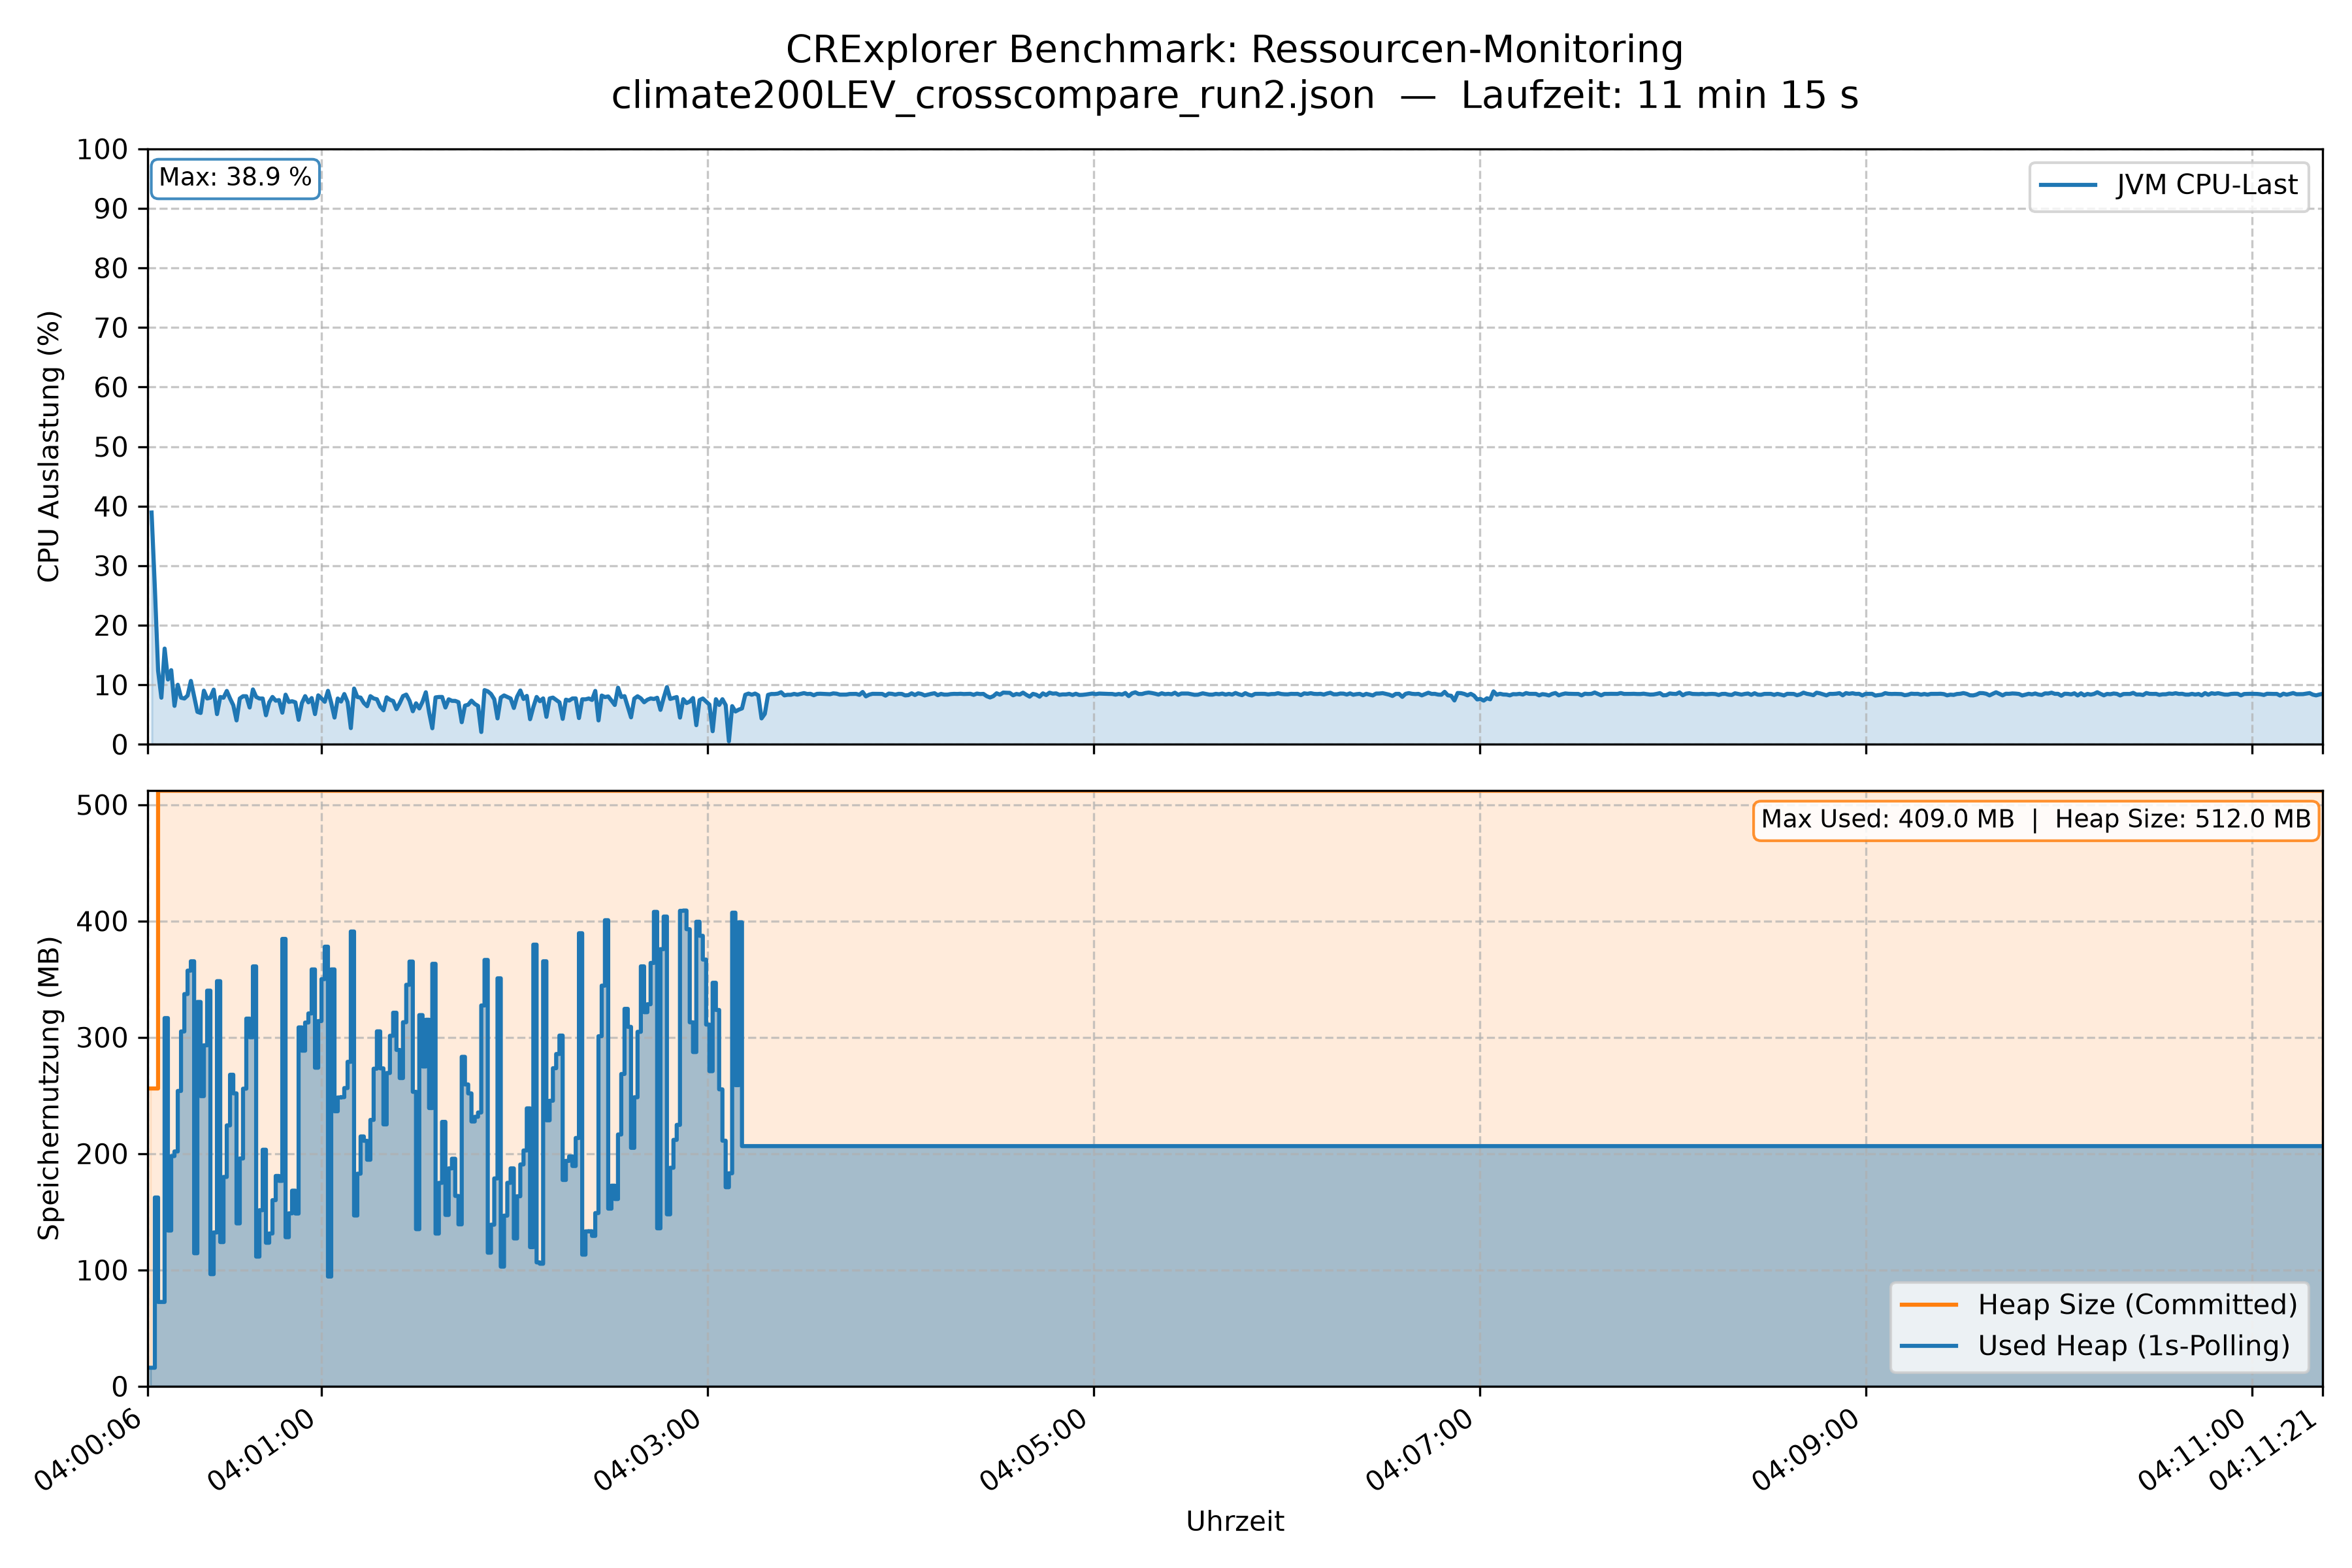 CRExplorer Benchmark: Ressourcen-Monitoring
climate200LEV_crosscompare_run2.json — Laufzeit: 11 min 15 s
100
90
80
70
60
50
40
30
20
10
0
CPU Auslastung (%)
Max: 38.9 %
JVM CPU-Last
500
400
300
200
100
0
Speichernutzung (MB)
Max Used: 409.0 MB | Heap Size: 512.0 MB
Heap Size (Committed)
Used Heap (1s-Polling)
04:00:06
04:01:00
04:03:00
04:05:00
04:07:00
04:09:00
04:11:00
04:11:21
Uhrzeit